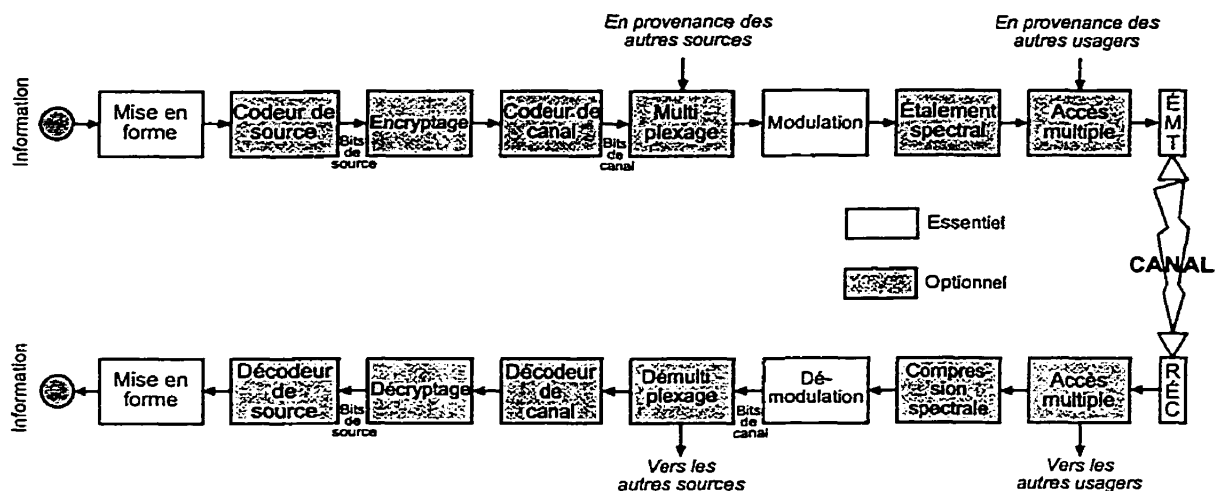 En provenance des
autres sources
En provenance des
autres usagers
Information
Mise en
forme
Codeur de
source
Bits
de
source
Encryptage
Codeur de
canal
Bits
de
canal
Multi
plexage
Modulation
Étalement
spectral
Accès
multiple
ÉMT
Essentiel
Optionnel
CANAL
Information
Mise en
forme
Décodeur
de
source
Bits
de
source
Décryptage
Décodeur
de
canal
Démulti
plexage
Bits
de
canal
Dé-
modulation
Compres-
sion
spectrale
Accès
multiple
RÉC
Vers les
autres sources
Vers les
autres usagers